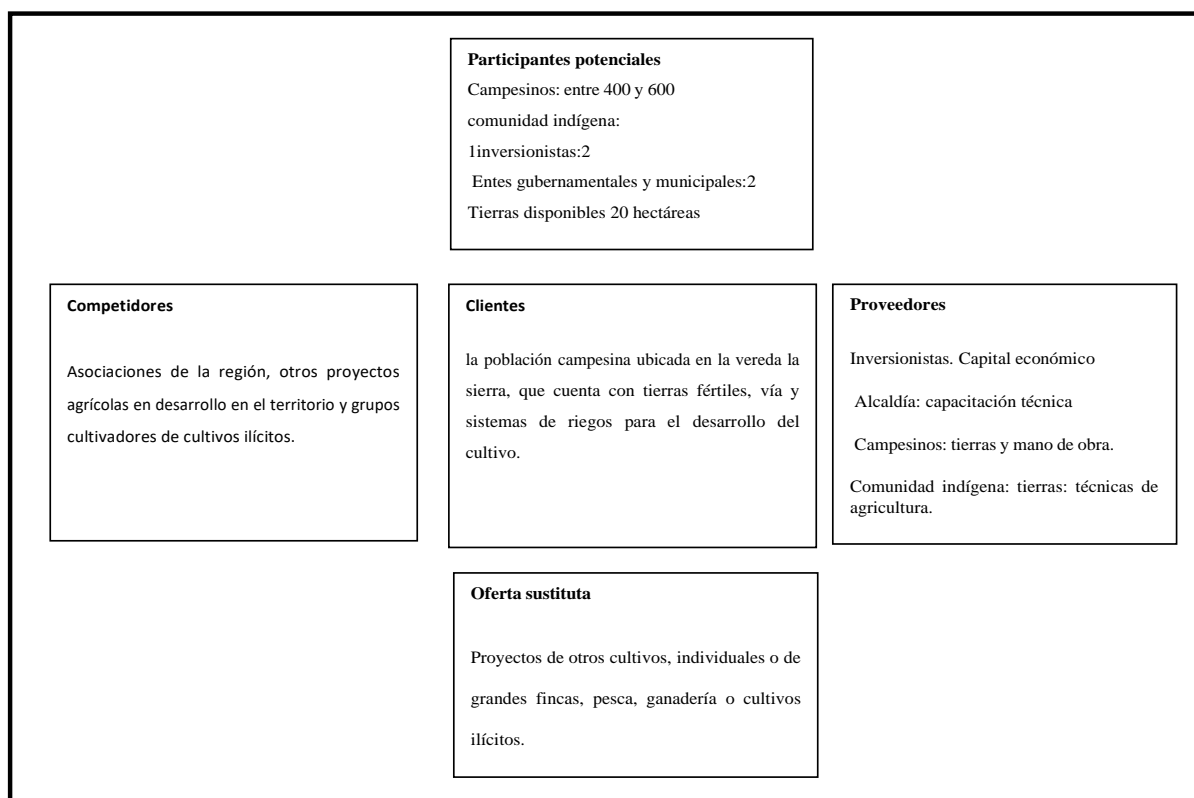 Participantes potenciales
Campesinos: entre 400 y 600
comunidad indígena:
1inversionistas:2
Entes gubernamentales y municipales:2
Tierras disponibles 20 hectáreas
Competidores
Asociaciones de la región, otros proyectos
agrícolas en desarrollo en el territorio y grupos
cultivadores de cultivos ilícitos.
Clientes
la población campesina ubicada en la vereda la
sierra, que cuenta con tierras fértiles, vía y
sistemas de riegos para el desarrollo del
cultivo.
Proveedores
Inversionistas. Capital económico
Alcaldía: capacitación técnica
Campesinos: tierras y mano de obra.
Comunidad indígena: tierras: técnicas de
agricultura.
Oferta sustituta
Proyectos de otros cultivos, individuales o de
grandes fincas, pesca, ganadería o cultivos
ilícitos.